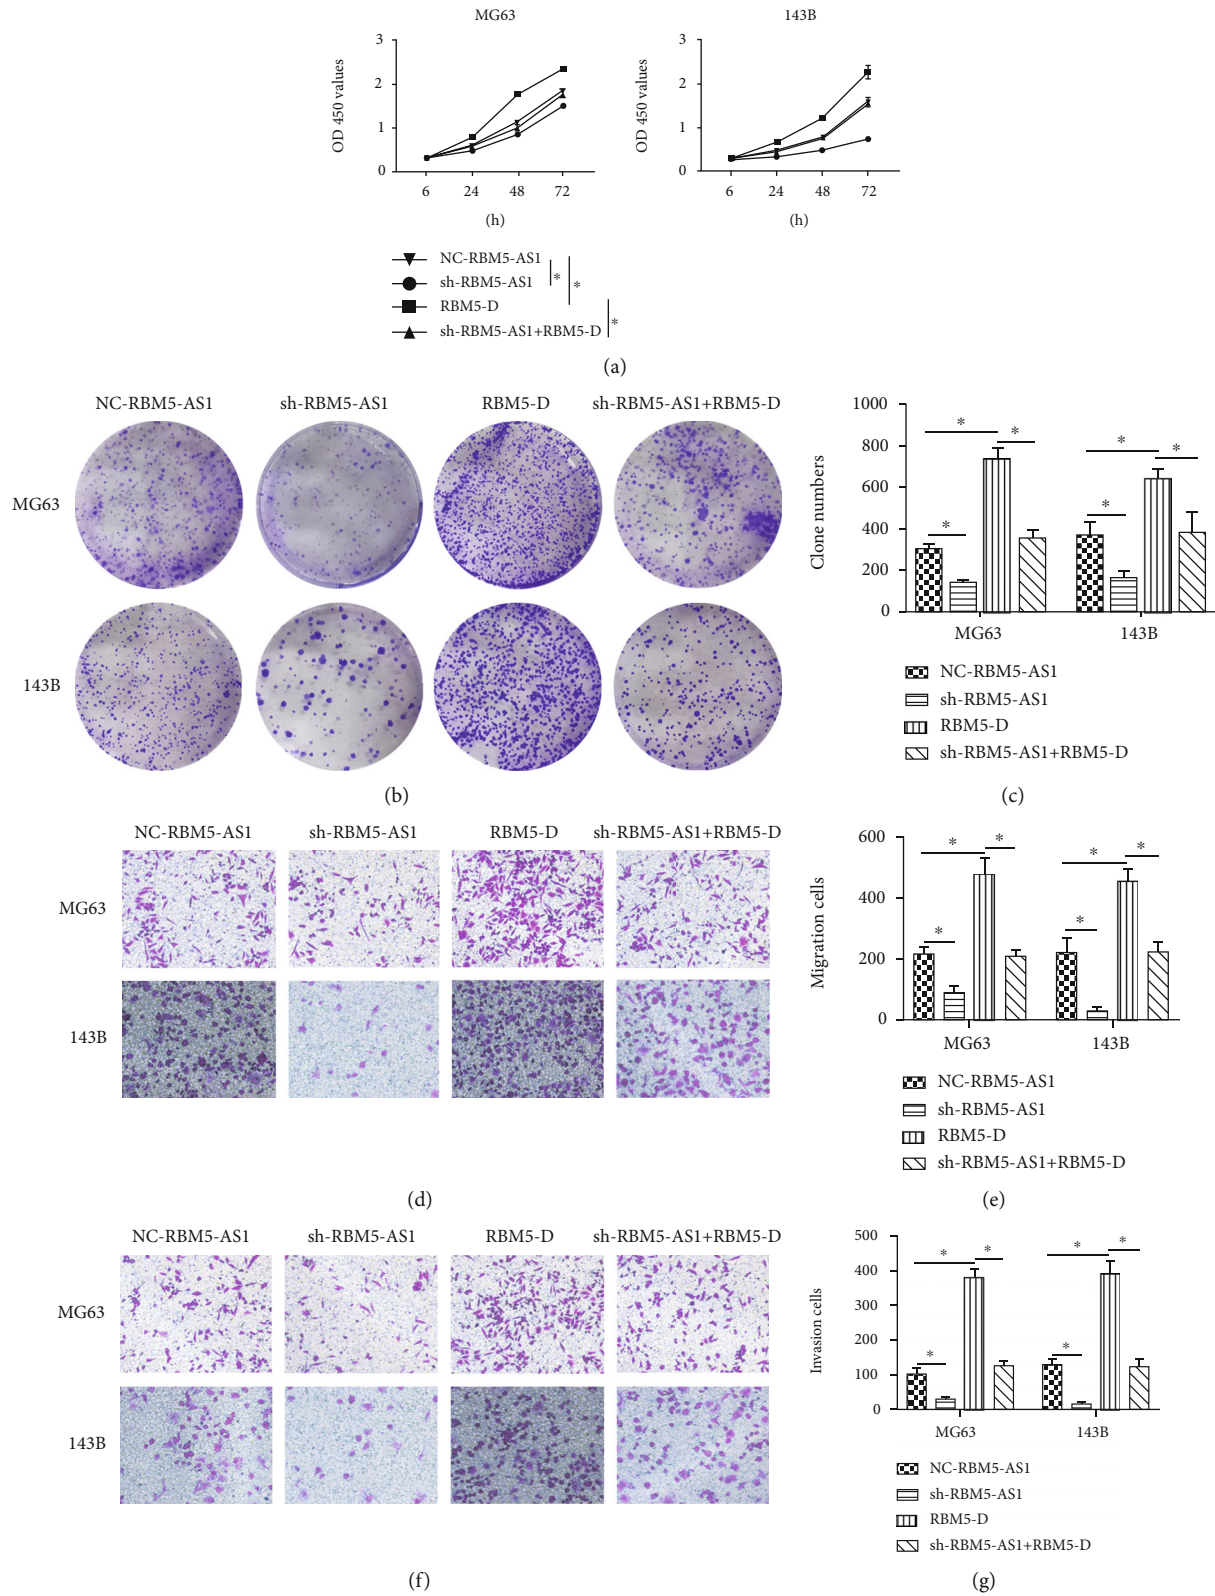 MG63
143B
3
2
1
0
OD 450 values
6 24 48 72
(h)
3
2
1
0
OD 450 values
6 24 48 72
(h)
NC-RBM5-AS1
sh-RBM5-AS1
RBM5-D
sh-RBM5-AS1+RBM5-D
*
*
*
(a)
NC-RBM5-AS1 sh-RBM5-AS1 RBM5-D sh-RBM5-AS1+RBM5-D
MG63
143B
(b)
1000
800
600
400
200
0
Clone numbers
* * *
* * *
MG63 143B
NC-RBM5-AS1
sh-RBM5-AS1
RBM5-D
sh-RBM5-AS1+RBM5-D
(c)
NC-RBM5-AS1 sh-RBM5-AS1 RBM5-D sh-RBM5-AS1+RBM5-D
MG63
143B
(d)
600
400
200
0
Migration cells
* * *
* * *
MG63 143B
NC-RBM5-AS1
sh-RBM5-AS1
RBM5-D
sh-RBM5-AS1+RBM5-D
(e)
NC-RBM5-AS1 sh-RBM5-AS1 RBM5-D sh-RBM5-AS1+RBM5-D
MG63
143B
(f)
500
400
300
200
100
0
Invasion cells
* * *
* * *
MG63 143B
NC-RBM5-AS1
sh-RBM5-AS1
RBM5-D
sh-RBM5-AS1+RBM5-D
(g)